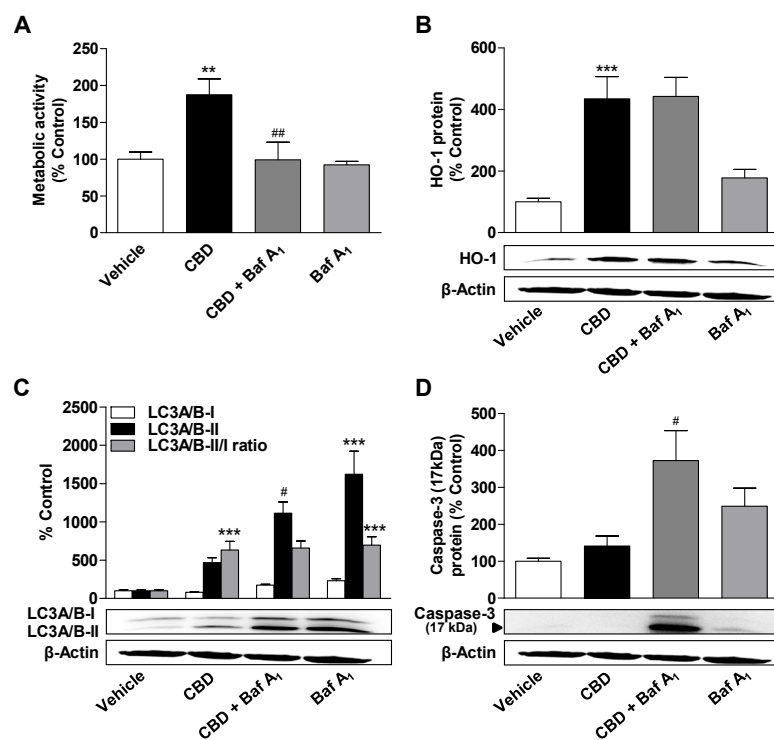 A
Metabolic activity
(% Control)
250
200
150
100
50
0
**
##
Vehicle
CBD
CBD + Baf A₁
Baf A₁
B
HO-1 protein
(% Control)
600
400
200
0
***
HO-1
β-Actin
Vehicle
CBD
CBD + Baf A₁
Baf A₁
C
% Control
2500
2000
1500
1000
500
0
LC3A/B-I
LC3A/B-II
LC3A/B-II/I ratio
***
#
***
***
LC3A/B-I
LC3A/B-II
β-Actin
Vehicle
CBD
CBD + Baf A₁
Baf A₁
D
Caspase-3 (17kDa)
protein (% Control)
500
400
300
200
100
0
#
Caspase-3
(17 kDa)
β-Actin
Vehicle
CBD
CBD + Baf A₁
Baf A₁